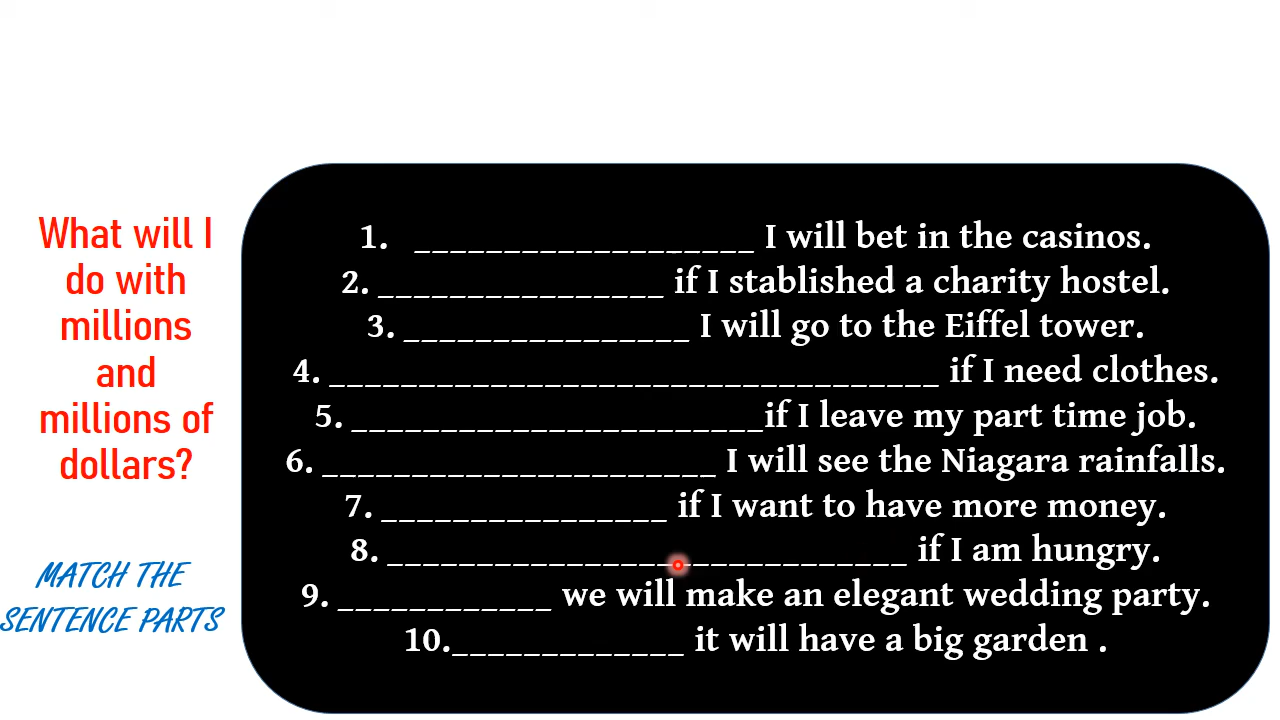 What will I
do with
millions
and
millions of
dollars?
MATCH THE
SENTENCE PARTS
1. ___________________ I will bet in the casinos.
2. ________________ if I stablished a charity hostel.
3. ________________ I will go to the Eiffel tower.
4. __________________________________ if I need clothes.
5. _______________________if I leave my part time job.
6. ______________________ I will see the Niagara rainfalls.
7. ________________ if I want to have more money.
8. _____________________________ if I am hungry.
9. ____________ we will make an elegant wedding party.
10._____________ it will have a big garden .